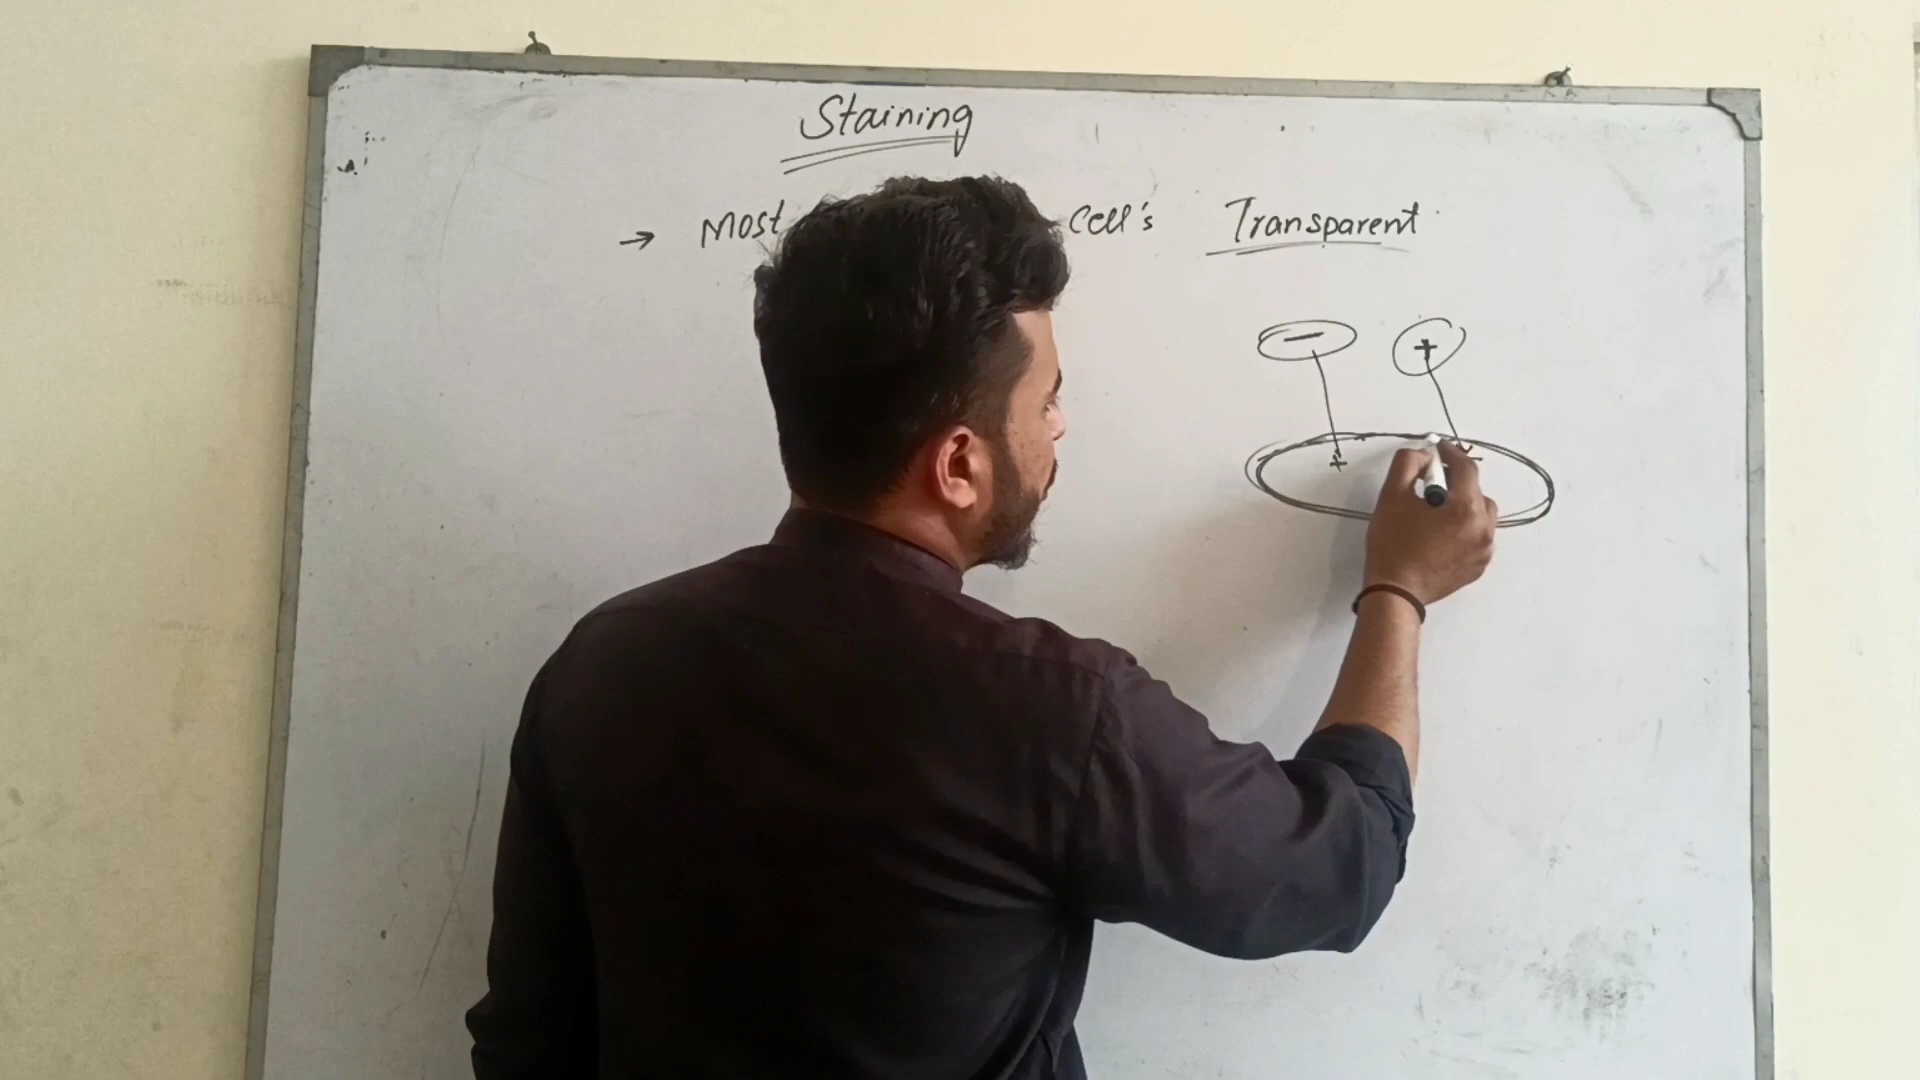 Staining
→ Most Cell's Transparent
- +
+ -